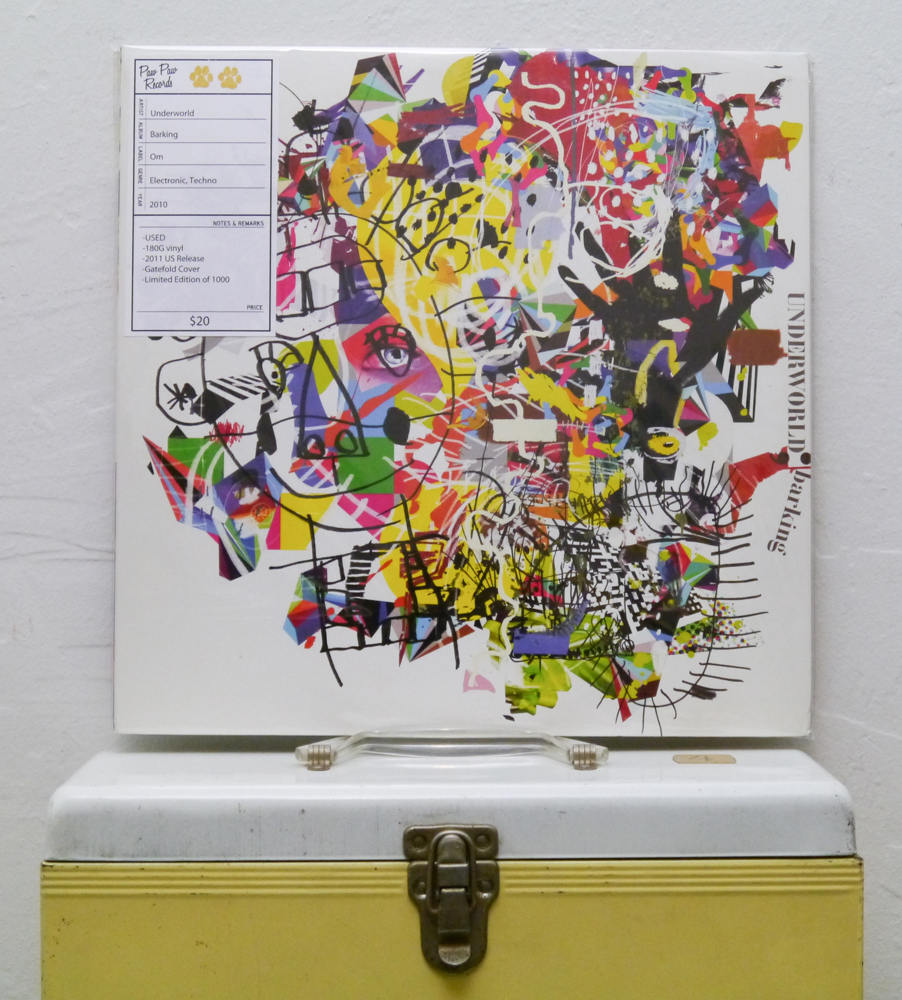 Paw Paw
Records
ARTIST Underworld
ALBUM Barking
LABEL Om
GENRE Electronic, Techno
YEAR 2010
NOTES & REMARKS
-USED
-180G vinyl
-2011 US Release
-Gatefold Cover
-Limited Edition of 1000
PRICE
$20
UNDERWORLD barking